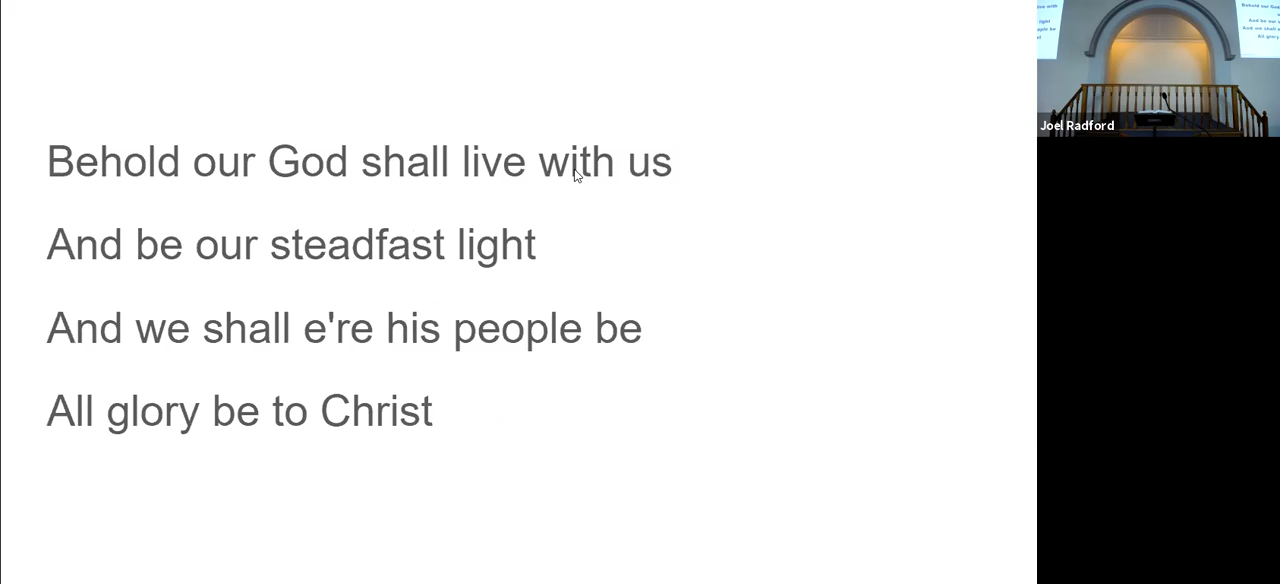 Behold our God shall live with us
And be our steadfast light
And we shall e're his people be
All glory be to Christ
Joel Radford